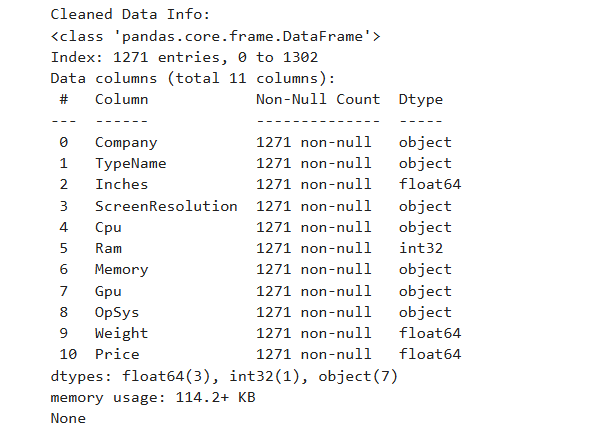 Cleaned Data Info:
<class 'pandas.core.frame.DataFrame'>
Index: 1271 entries, 0 to 1302
Data columns (total 11 columns):
 #   Column            Non-Null Count  Dtype
---  ------            --------------  -----
 0   Company           1271 non-null   object
 1   TypeName          1271 non-null   object
 2   Inches            1271 non-null   float64
 3   ScreenResolution  1271 non-null   object
 4   Cpu               1271 non-null   object
 5   Ram               1271 non-null   int32
 6   Memory            1271 non-null   object
 7   Gpu               1271 non-null   object
 8   OpSys             1271 non-null   object
 9   Weight            1271 non-null   float64
 10  Price             1271 non-null   float64
dtypes: float64(3), int32(1), object(7)
memory usage: 114.2+ KB
None